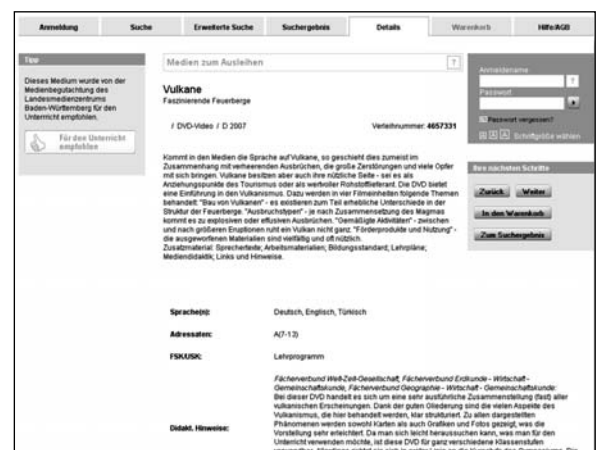 Anmeldung Suche Erweiterte Suche Suchergebnis Details Warenkorb Hilfe/AGB
Tipp
Dieses Medium wurde von der
Medienbegutachtung des
Landesmedienzentrums
Baden-Württemberg für den
Unterricht empfohlen.
Für den Unterricht
empfohlen
Medien zum Ausleihen ?
Vulkane
Faszinierende Feuerberge
/ DVD-Video / D 2007 Verleihnummer: 4657331
Kommt in den Medien die Sprache auf Vulkane, so geschieht dies zumeist im
Zusammenhang mit verheerenden Ausbrüchen, die große Zerstörungen und viele Opfer
mit sich bringen. Vulkane besitzen aber auch ihre nützliche Seite - sei es als
Anziehungspunkte des Tourismus oder als wertvoller Rohstofflieferant. Die DVD bietet
eine Einführung in den Vulkanismus. Dazu werden in vier Filmeinheiten folgende Themen
behandelt: "Bau von Vulkanen" - es existieren zum Teil erhebliche Unterschiede in der
Struktur der Feuerberge. "Ausbruchstypen" - je nach Zusammensetzung des Magmas
kommt es zu explosiven oder effusiven Ausbrüchen. "Gemäßigte Aktivitäten" - zwischen
und nach größeren Eruptionen ruht ein Vulkan nicht ganz. "Förderprodukte und Nutzung" -
die ausgeworfenen Materialien sind vielfältig und oft nützlich.
Zusatzmaterial: Sprechertexte; Arbeitsmaterialien; Bildungsstandard; Lehrpläne;
Mediendidaktik; Links und Hinweise.
Sprache(n): Deutsch, Englisch, Türkisch
Adressaten: A(7-13)
FSK/USK: Lehrprogramm
Fächerverbund Welt-Zeit-Gesellschaft; Fächerverbund Erdkunde - Wirtschaft -
Gemeinschaftskunde, Fächerverbund Geographie - Wirtschaft - Gemeinschaftskunde:
Bei dieser DVD handelt es sich um eine sehr ausführliche Zusammenstellung (fast) aller
vulkanischen Erscheinungen. Dank der guten Gliederung sind die vielen Aspekte des
Vulkanismus, die hier behandelt werden, klar strukturiert. Zu allen dargestellten
Phänomenen werden sowohl Karten als auch Grafiken und Fotos gezeigt, was die
Didakt. Hinweise: Vorstellung sehr erleichtert. Da man sich leicht heraussuchen kann, was man für den
Unterricht verwenden möchte, ist diese DVD für ganz verschiedene Klassenstufen
Anmeldename
?
Passwort
Passwort vergessen?
A A A Schriftgröße wählen
Ihre nächsten Schritte
Zurück Weiter
In den Warenkorb
Zum Suchergebnis